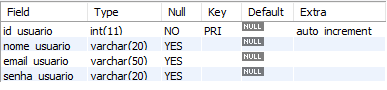 Field Type Null Key Default Extra
id_usuario int(11) NO PRI NULL auto_increment
nome_usuario varchar(20) YES NULL
email_usuario varchar(50) YES NULL
senha_usuario varchar(20) YES NULL